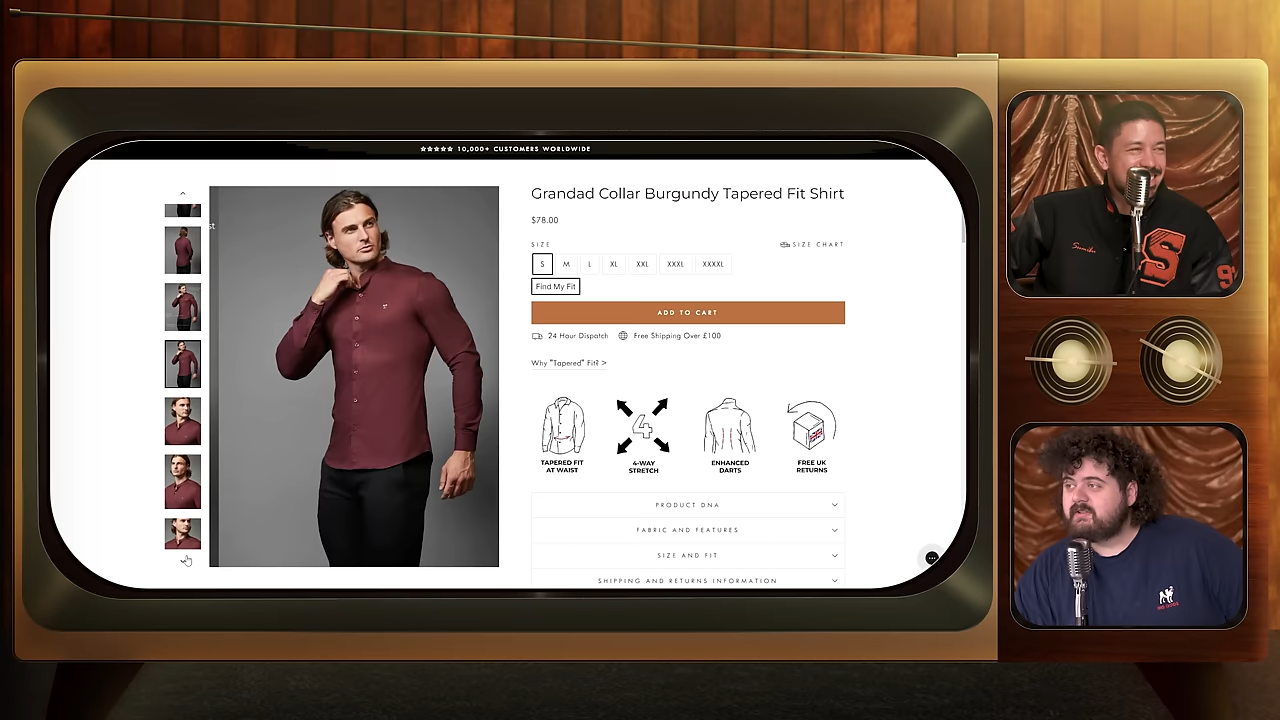 ★★★★★ 10,000+ CUSTOMERS WORLDWIDE
st
Grandad Collar Burgundy Tapered Fit Shirt
$78.00
SIZE
SIZE CHART
S M L XL XXL XXXL XXXXL
Find My Fit
ADD TO CART
24 Hour Dispatch Free Shipping Over £100
Why "Tapered" Fit? >
4
TAPERED FIT
AT WAIST
4-WAY
STRETCH
ENHANCED
DARTS
FREE UK
RETURNS
PRODUCT DNA
FABRIC AND FEATURES
SIZE AND FIT
SHIPPING AND RETURNS INFORMATION
S